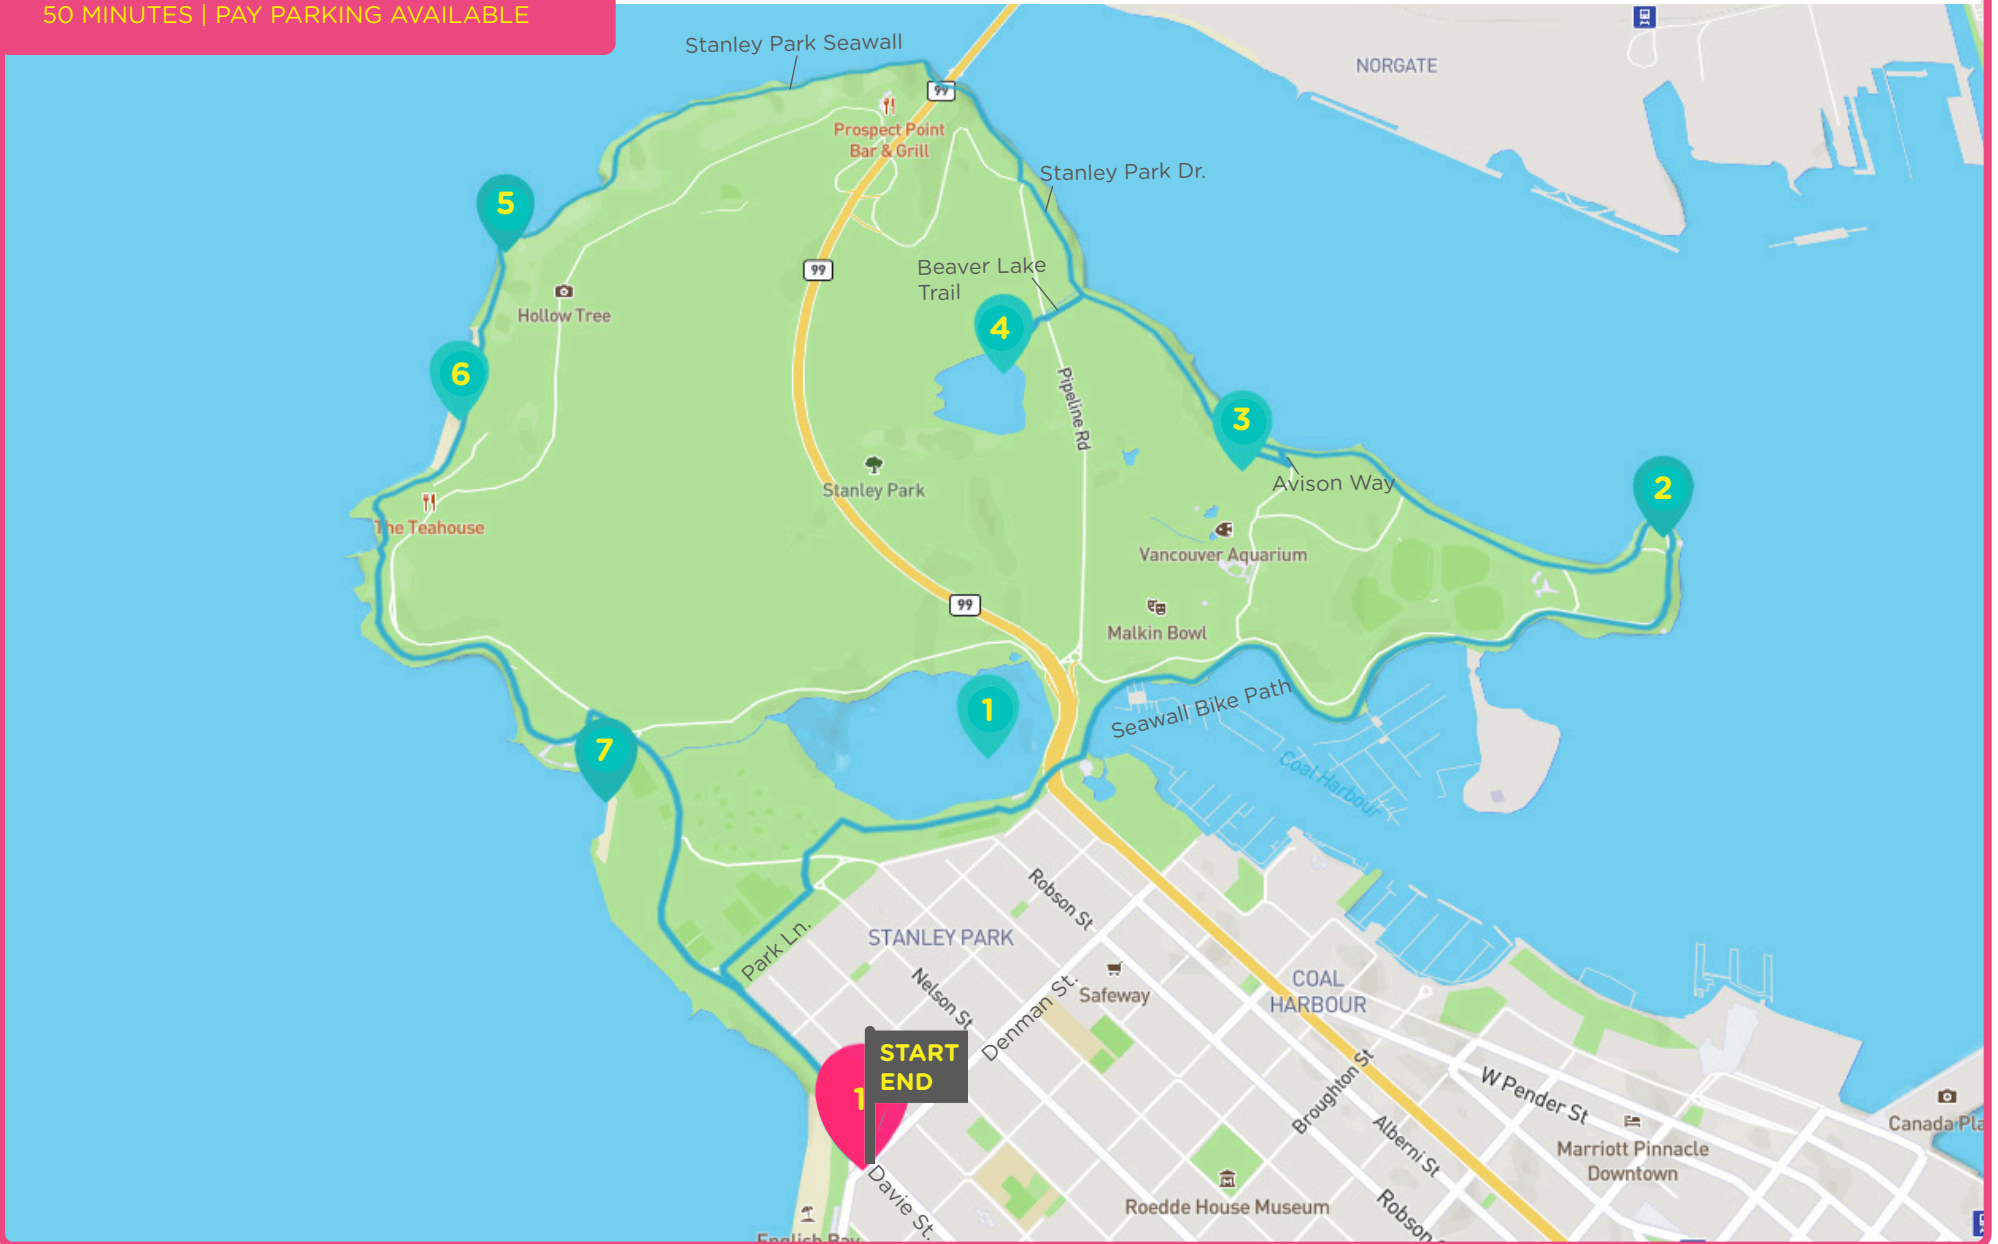 50 MINUTES | PAY PARKING AVAILABLE
Stanley Park Seawall
NORGATE
99
Prospect Point
Bar & Grill
Stanley Park Dr.
5
99
Beaver Lake
Trail
Hollow Tree
4
6
Pipeline Rd
3
Stanley Park
Avison Way
2
The Teahouse
Vancouver Aquarium
99
Malkin Bowl
1
Seawall Bike Path
7
Coal Harbour
Robson St
STANLEY PARK
Park Ln.
Nelson St
Denman St.
Safeway
COAL
HARBOUR
START
END
1
W Pender St
Broughton St
Alberni St
Canada Pla
Marriott Pinnacle
Downtown
Davie St.
Roedde House Museum
Robson
English Bay